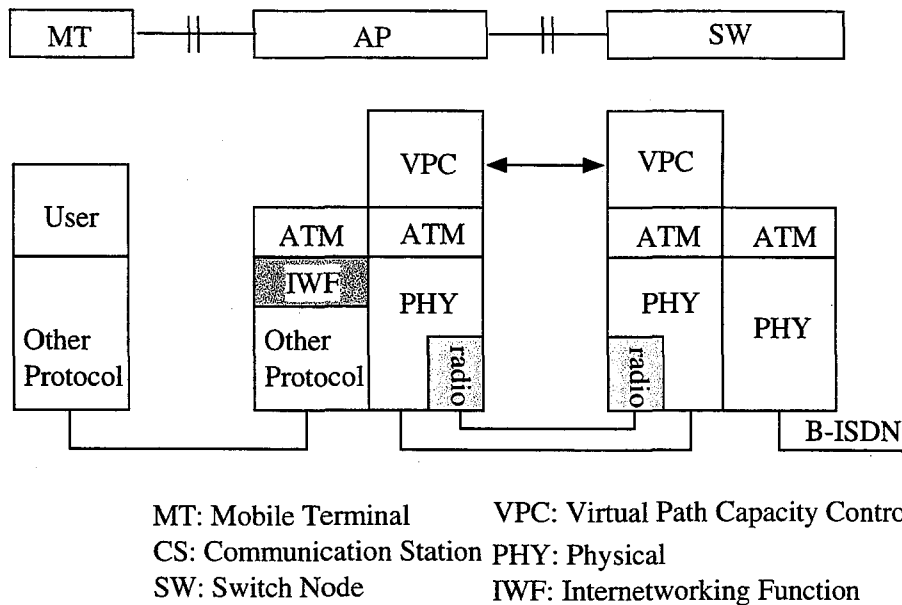 MT
AP
SW
VPC
VPC
User
ATM
ATM
ATM
ATM
IWF
PHY
PHY
PHY
Other
Protocol
Other
Protocol
radio
radio
B-ISDN
MT: Mobile Terminal
VPC: Virtual Path Capacity Contro
CS: Communication Station
PHY: Physical
SW: Switch Node
IWF: Internetworking Function